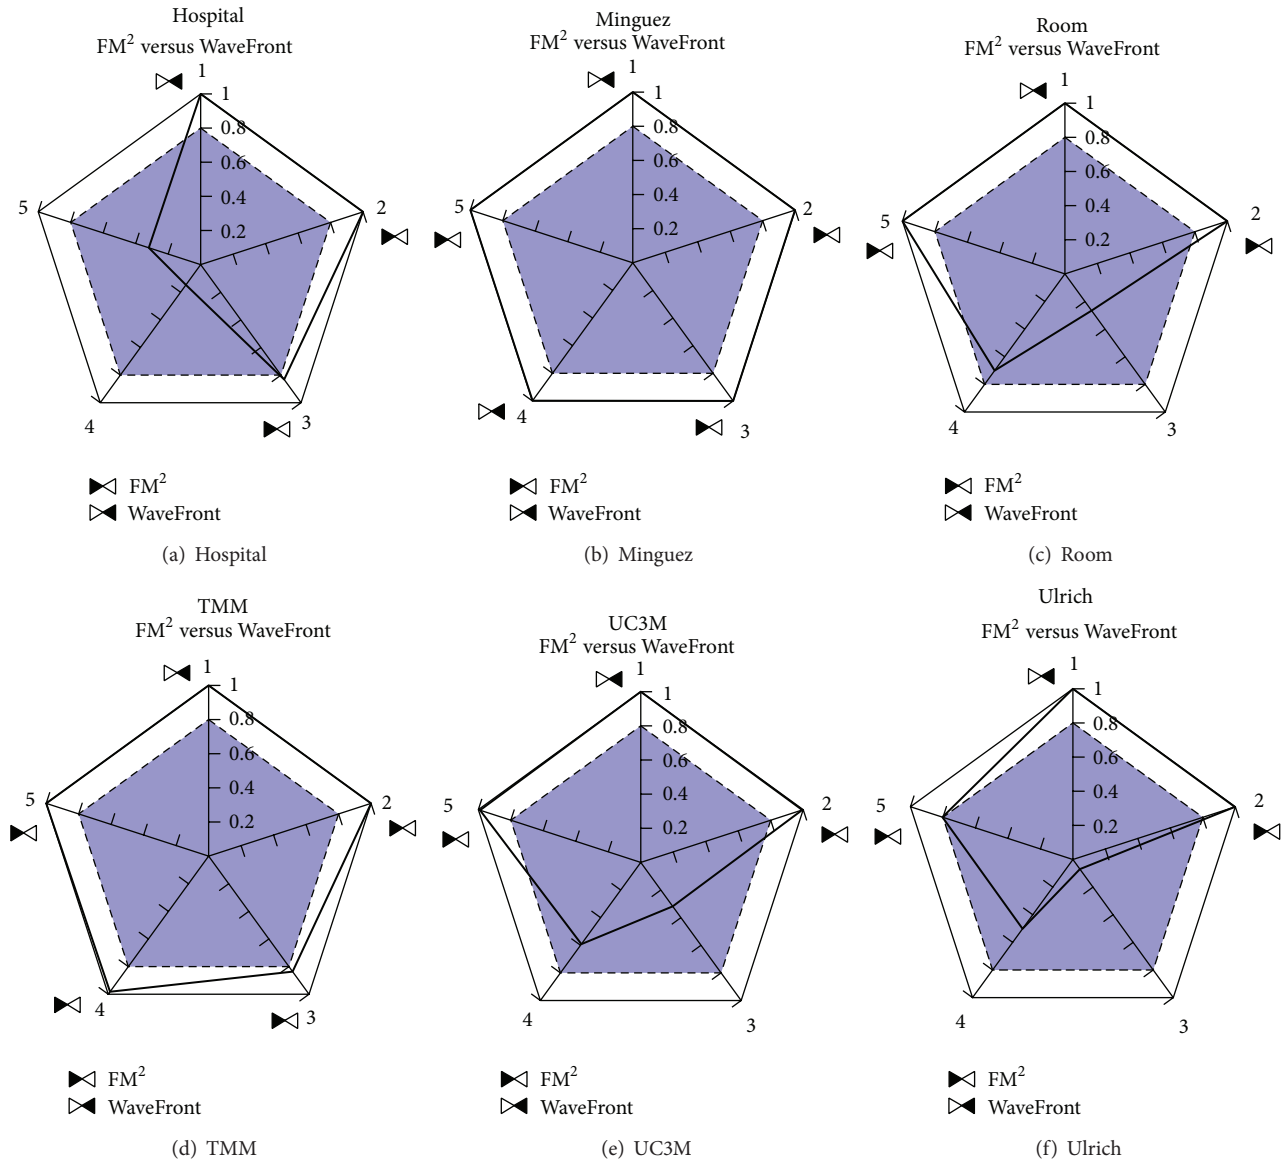 Hospital
FM² versus WaveFront
1
1
0.8
0.6
0.4
0.2
5
2
4
3
FM²
WaveFront
(a) Hospital
Minguez
FM² versus WaveFront
1
1
0.8
0.6
0.4
0.2
5
2
4
3
FM²
WaveFront
(b) Minguez
Room
FM² versus WaveFront
1
1
0.8
0.6
0.4
0.2
5
2
4
3
FM²
WaveFront
(c) Room
TMM
FM² versus WaveFront
1
1
0.8
0.6
0.4
0.2
5
2
4
3
FM²
WaveFront
(d) TMM
UC3M
FM² versus WaveFront
1
1
0.8
0.6
0.4
0.2
5
2
4
3
FM²
WaveFront
(e) UC3M
Ulrich
FM² versus WaveFront
1
1
0.8
0.6
0.4
0.2
5
2
4
3
FM²
WaveFront
(f) Ulrich